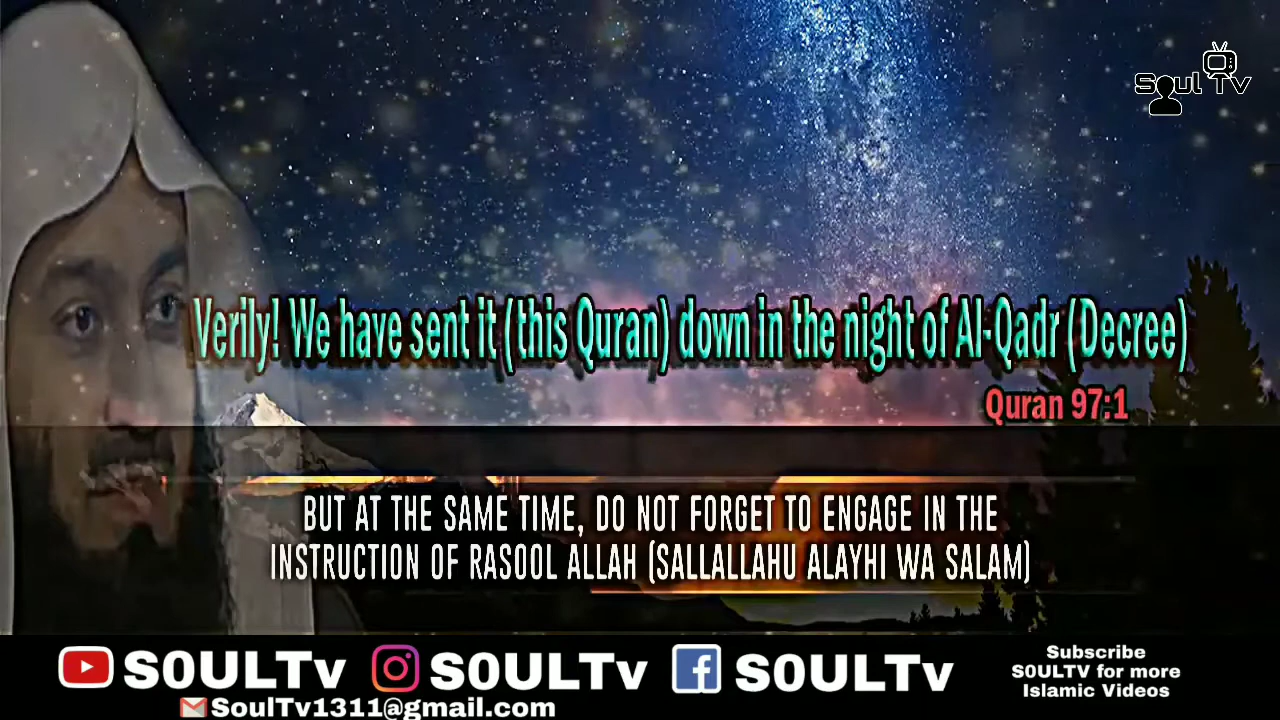 Soul Tv
Verily! We have sent it (this Quran) down in the night of Al-Qadr (Decree)
Quran 97:1
BUT AT THE SAME TIME, DO NOT FORGET TO ENGAGE IN THE
INSTRUCTION OF RASOOL ALLAH (SALLALLAHU ALAYHI WA SALAM)
S0ULTv S0ULTv S0ULTv
SoulTv1311@gmail.com
Subscribe
S0ULTV for more
Islamic Videos